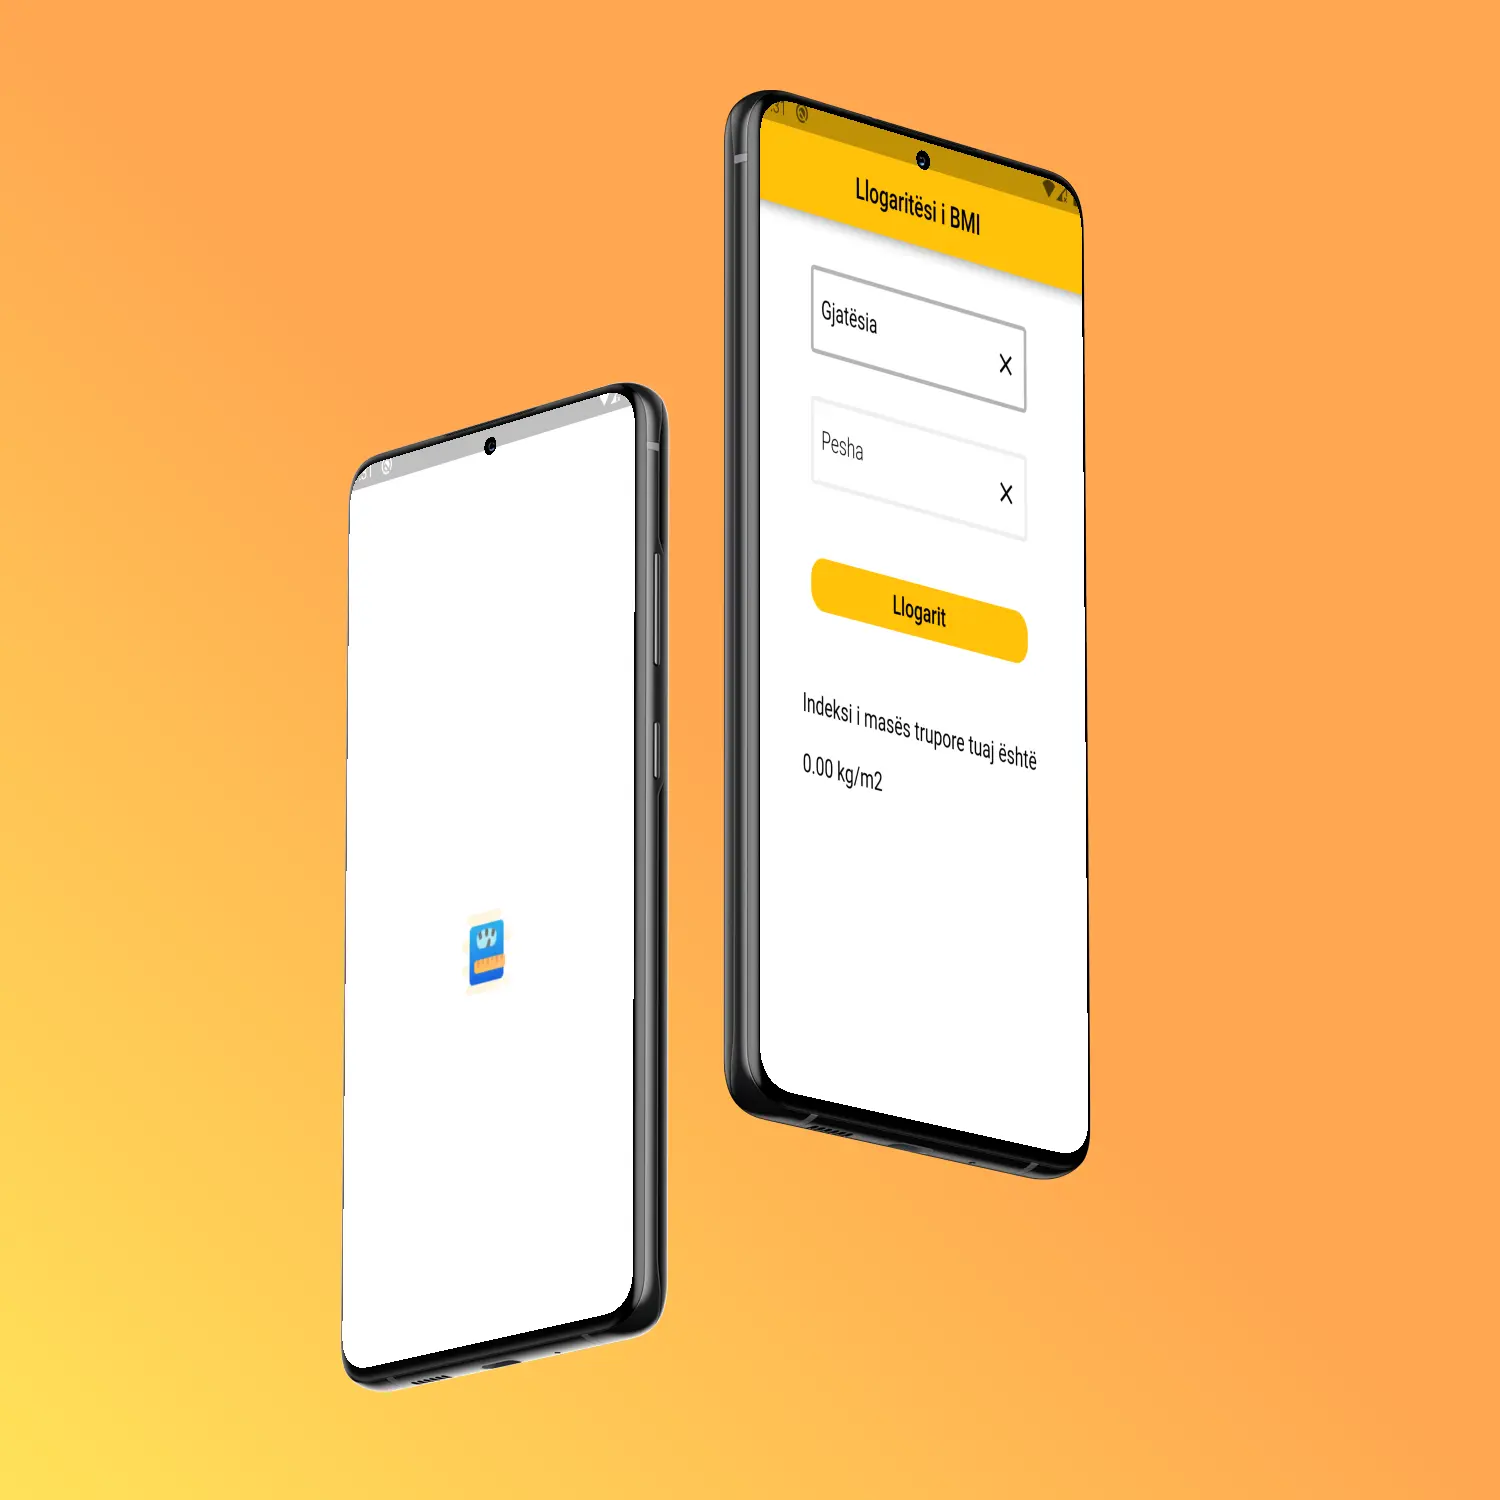 Llogaritësi i BMI
Gjatësia
Pesha
Llogarit
Indeksi i masës trupore tuaj është
0.00 kg/m2